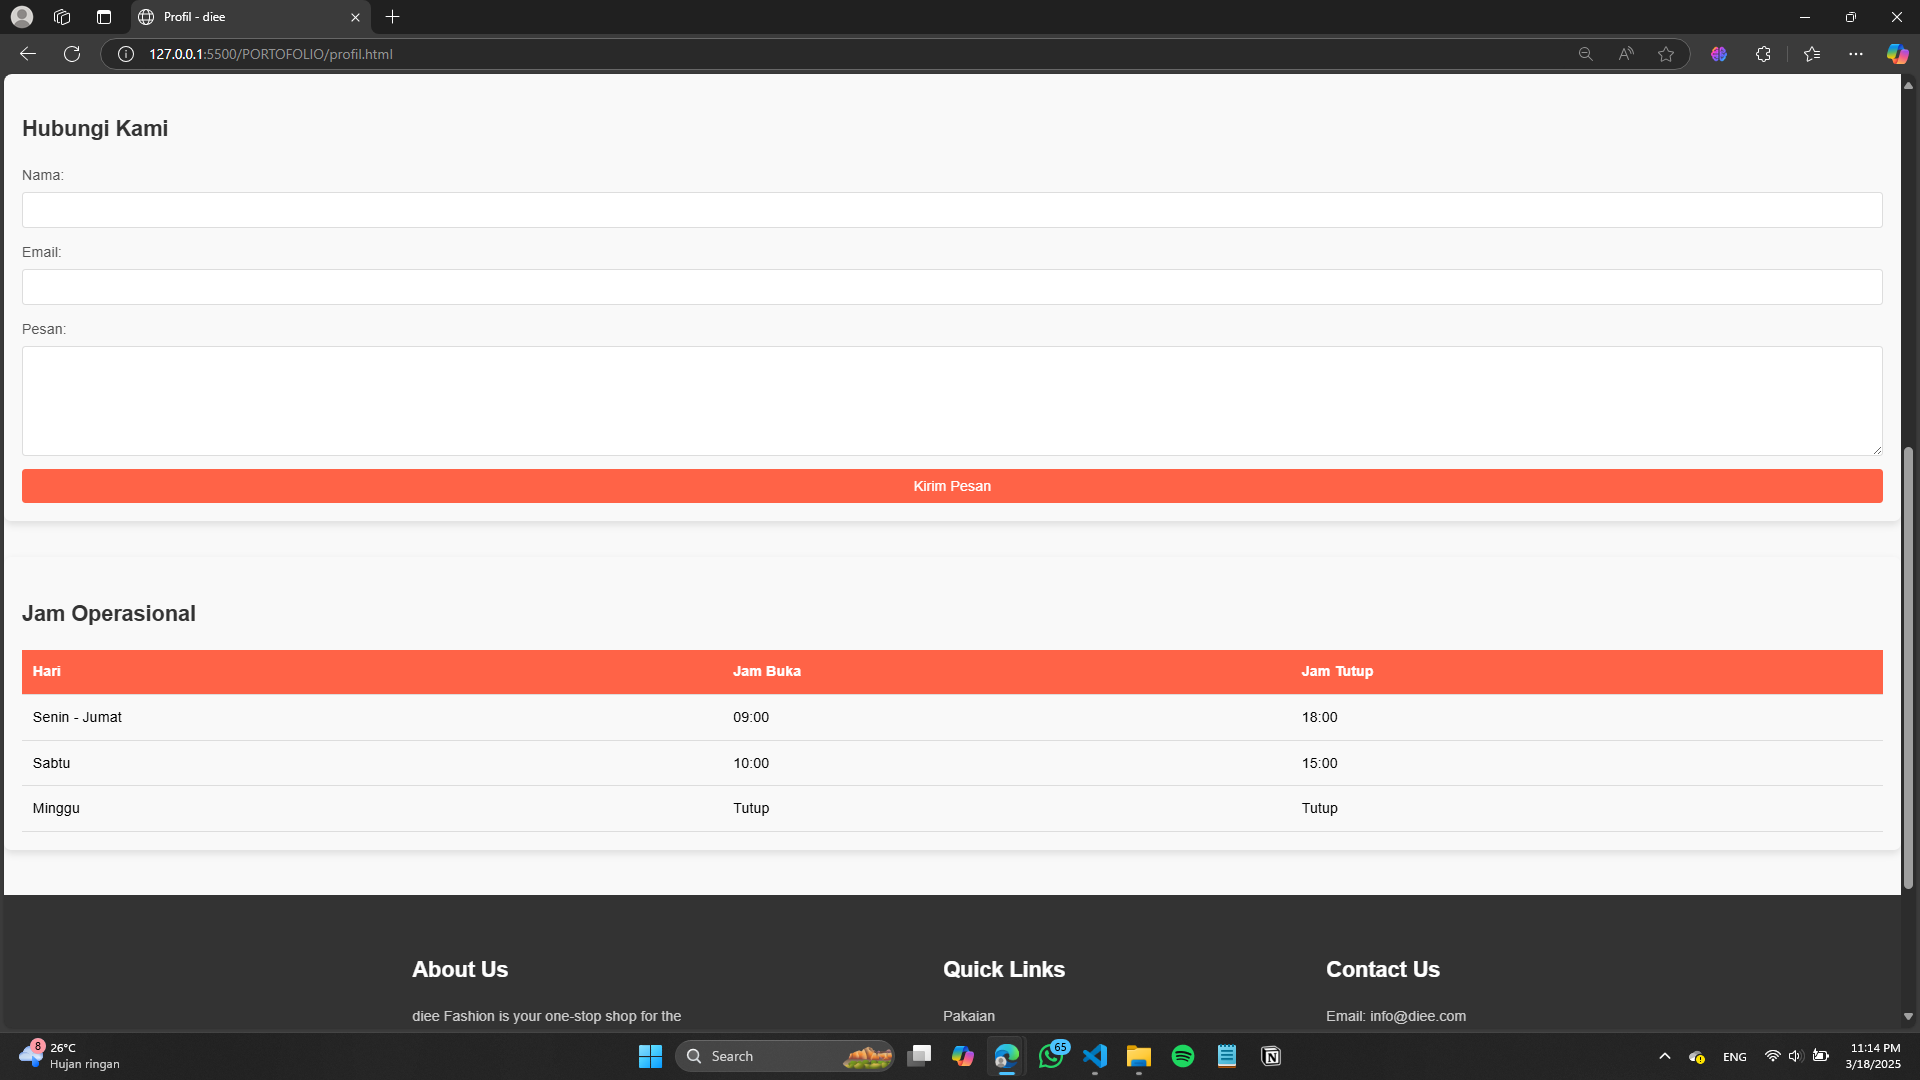 Profil - diee
127.0.0.1:5500/PORTOFOLIO/profil.html
Hubungi Kami
Nama:
Email:
Pesan:
Kirim Pesan
Jam Operasional
Hari Jam Buka Jam Tutup
Senin - Jumat 09:00 18:00
Sabtu 10:00 15:00
Minggu Tutup Tutup
About Us Quick Links Contact Us
diee Fashion is your one-stop shop for the Pakaian Email: info@diee.com
8
26°C
Hujan ringan
Search
65
ENG
11:14 PM
3/18/2025